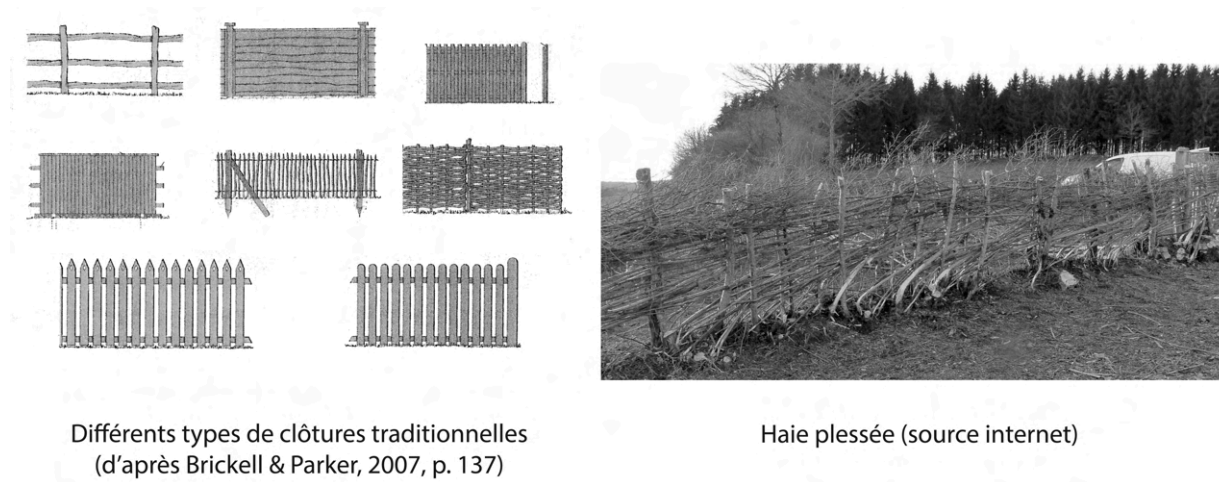 Différents types de clôtures traditionnelles
(d'après Brickell & Parker, 2007, p. 137)
Haie plessée (source internet)